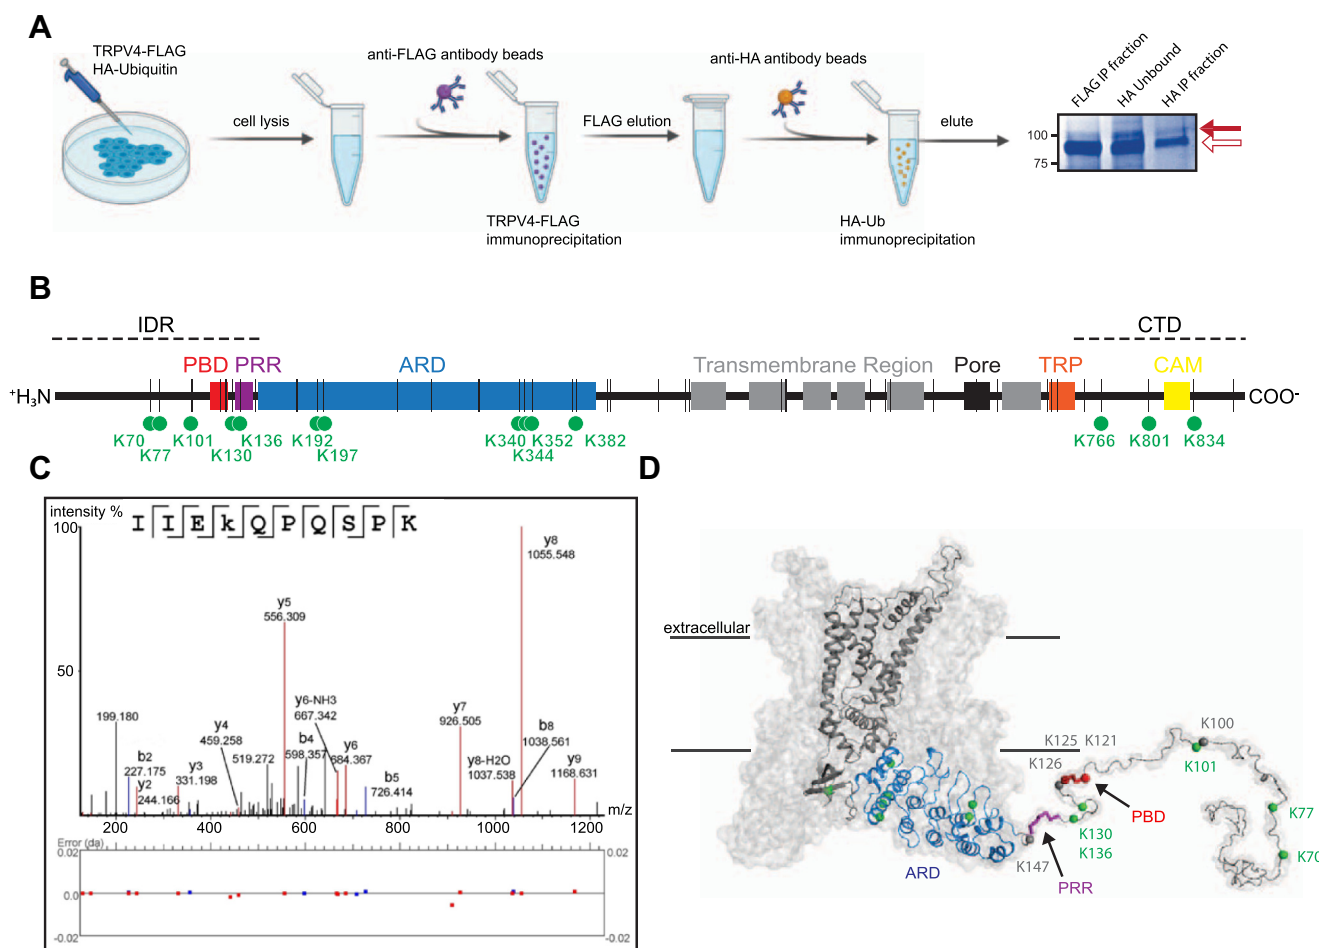 A
TRPV4-FLAG
HA-Ubiquitin
cell lysis
anti-FLAG antibody beads
TRPV4-FLAG
immunoprecipitation
FLAG elution
anti-HA antibody beads
HA-Ub
immunoprecipitation
elute
FLAG IP fraction
HA Unbound
HA IP fraction
100
75
B
IDR
CTD
PBD
PRR
ARD
Transmembrane Region
Pore
TRP
CAM
⁺H₃N
COO⁻
K70
K77
K101
K130
K136
K192
K197
K340
K344
K352
K382
K766
K801
K834
C
intensity %
I I E k Q P Q S P K
100
50
y8
1055.548
y5
556.309
y6-NH3
667.342
199.180
y4
459.258
b2
227.175
y2
244.166
y3
331.198
519.272
b4
598.357
y6
684.367
b5
726.414
y7
926.505
y8-H2O
1037.538
b8
1038.561
y9
1168.631
m/z
200
400
600
800
1000
1200
Error (da)
0.02
0.02
0.0
0.0
-0.02
-0.02
D
extracellular
K125
K121
K126
K100
K101
PBD
K77
K70
K130
K136
K147
PRR
ARD